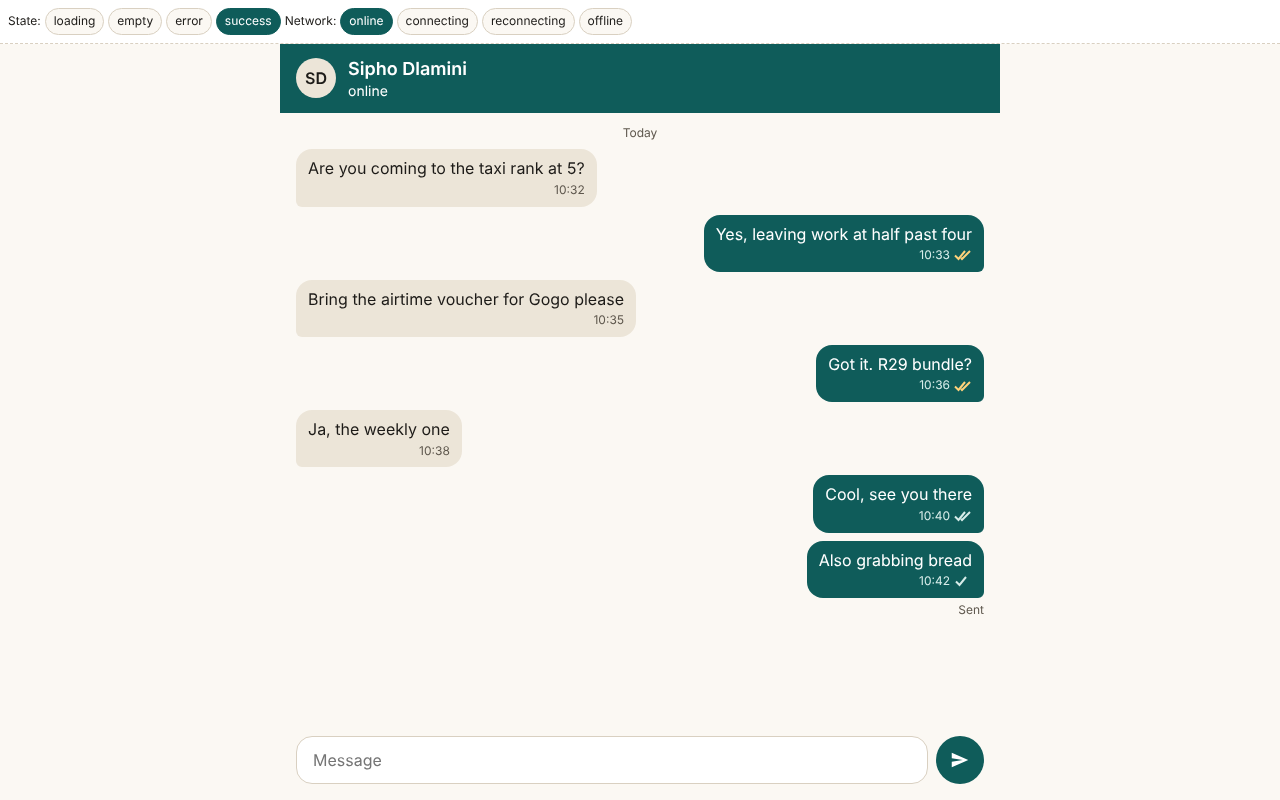 State: loading empty error success Network: online connecting reconnecting offline
SD
Sipho Dlamini
online
Today
Are you coming to the taxi rank at 5?
10:32
Yes, leaving work at half past four
10:33
Bring the airtime voucher for Gogo please
10:35
Got it. R29 bundle?
10:36
Ja, the weekly one
10:38
Cool, see you there
10:40
Also grabbing bread
10:42
Sent
Message